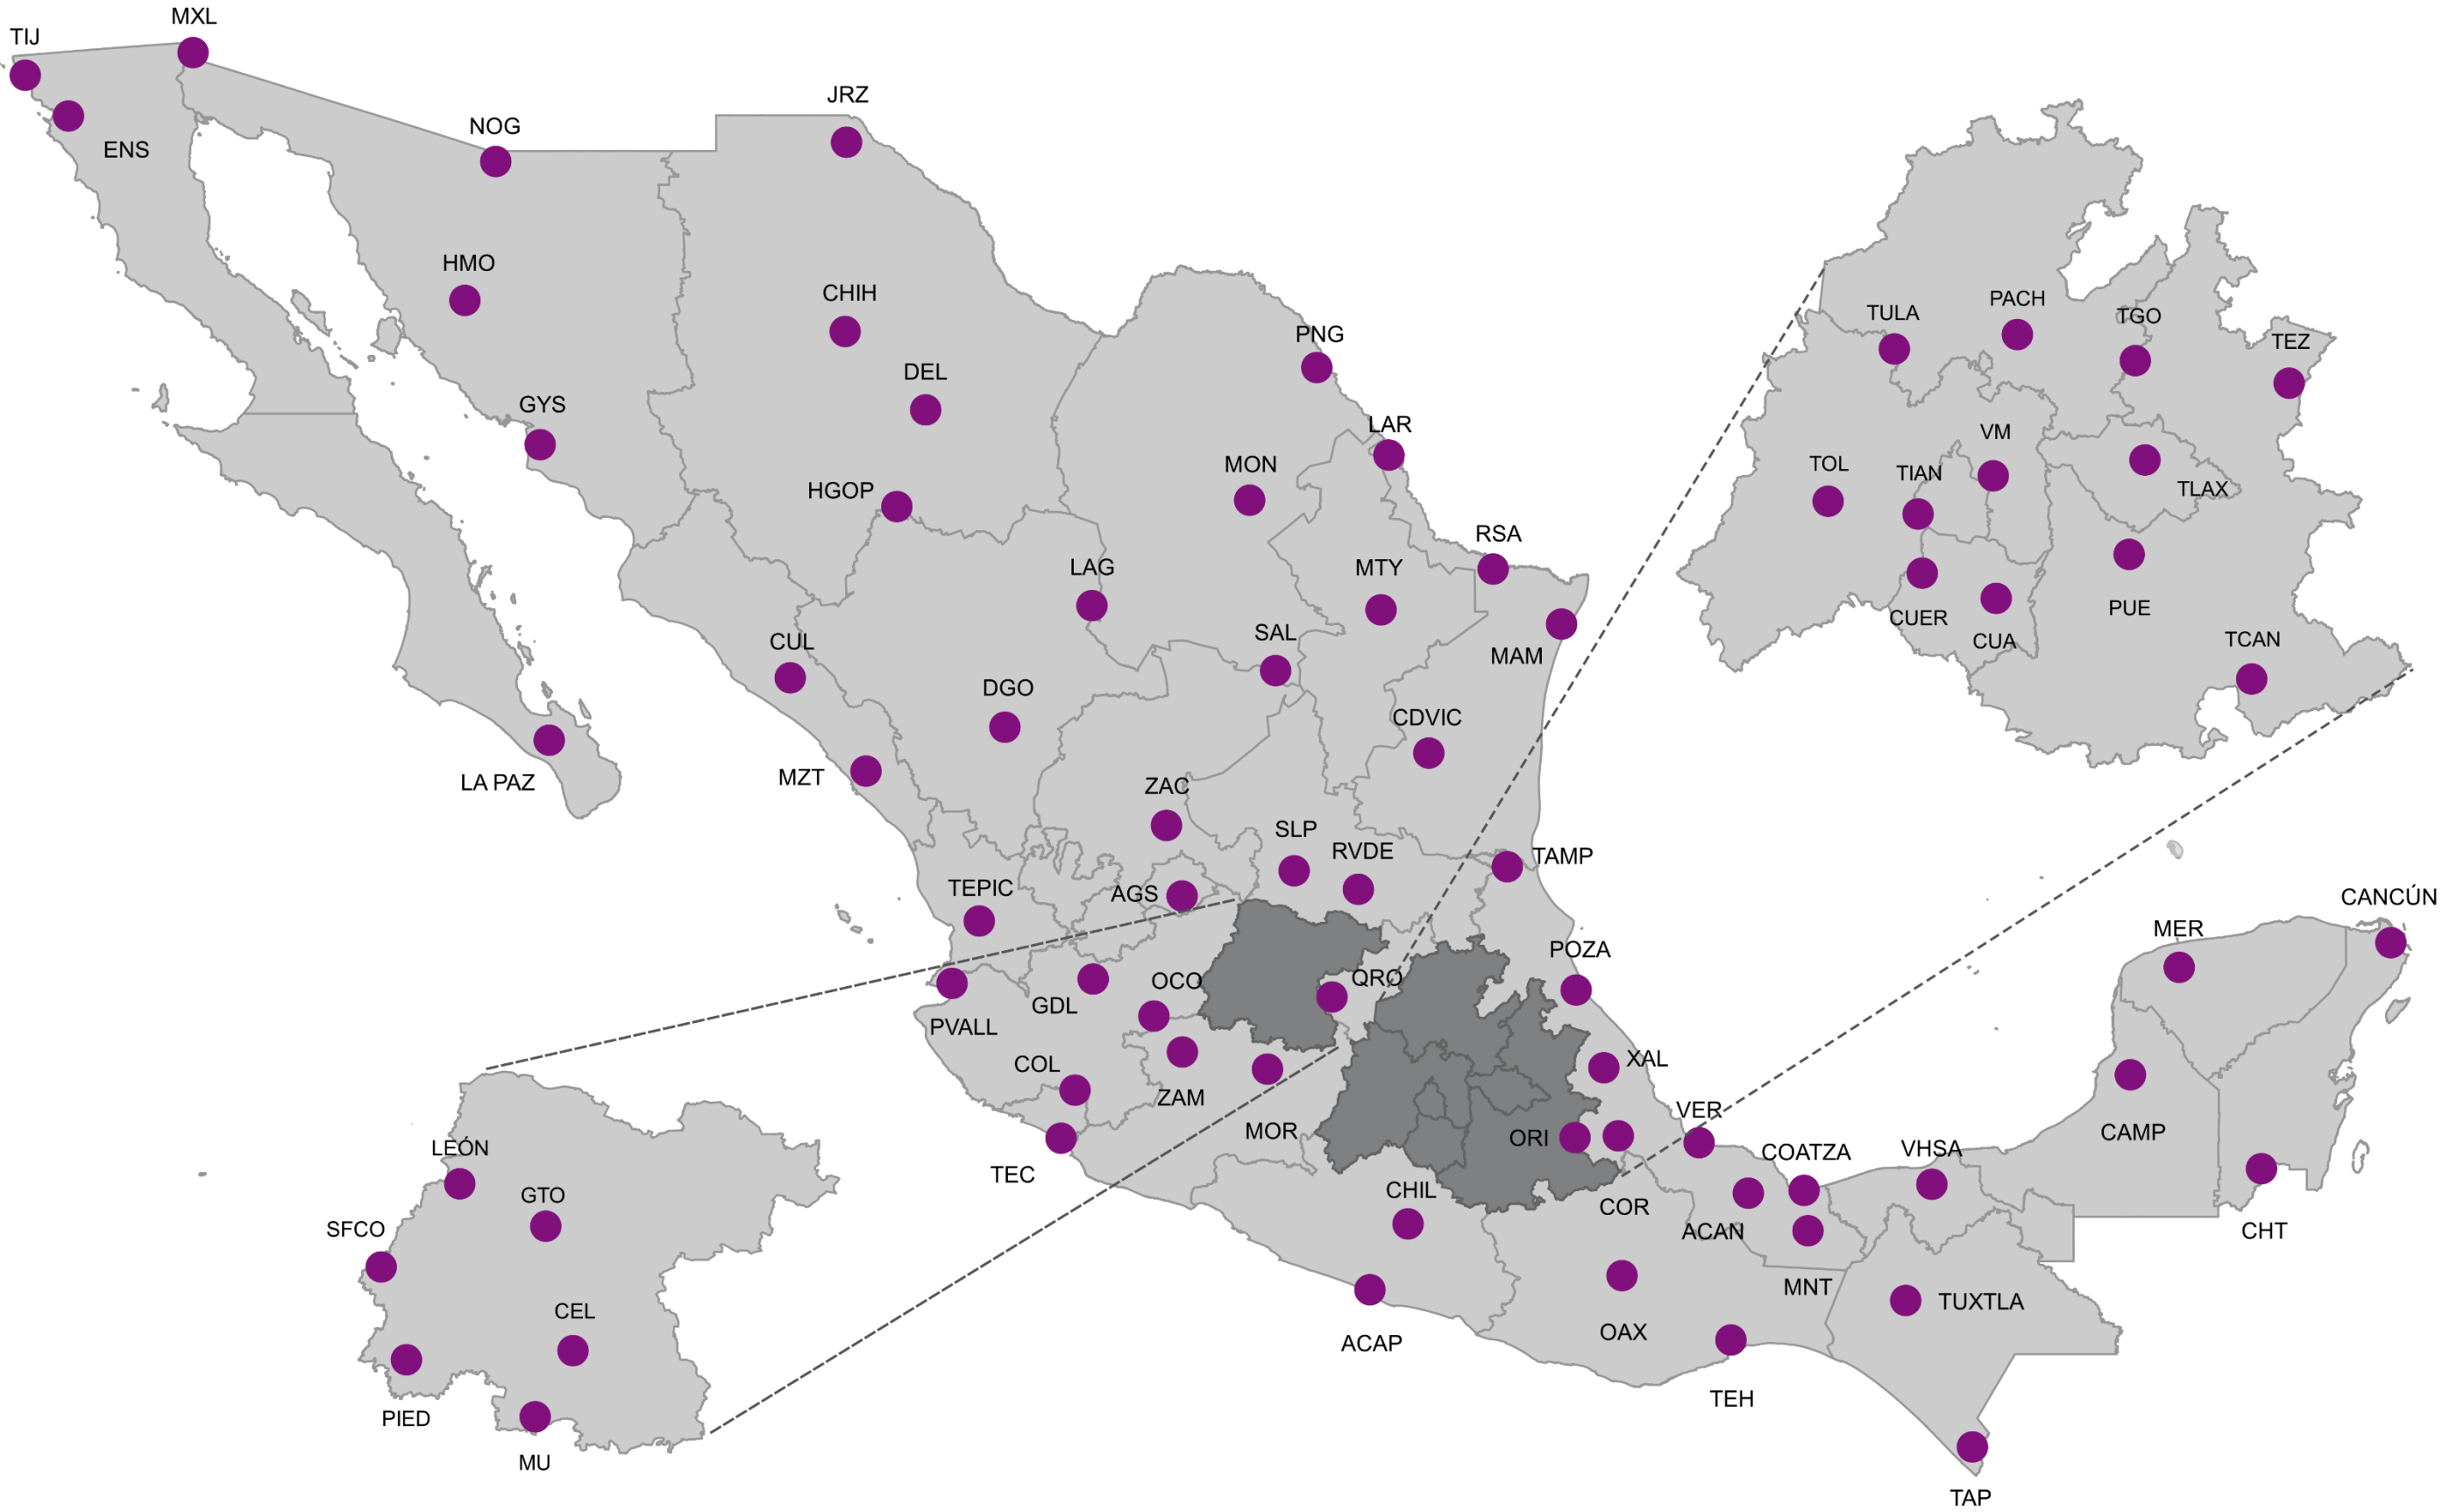 MXL
TIJ
JRZ
NOG
ENS
HMO
CHIH
PACH
TULA
TGO
PNG
TEZ
DEL
GYS
LAR
VM
MON
TOL
TIAN
HGOP
TLAX
RSA
LAG
MTY
PUE
CUER
SAL
CUL
CUA
TCAN
MAM
DGO
CDVIC
MZT
LA PAZ
ZAC
SLP
RVDE
TAMP
TEPIC
AGS
CANCÚN
MER
POZA
QRO
OCO
GDL
PVALL
XAL
COL
ZAM
VER
MOR
CAMP
ORI
LEÓN
VHSA
COATZA
TEC
CHIL
GTO
COR
SFCO
ACAN
CHT
MNT
TUXTLA
CEL
OAX
ACAP
TEH
PIED
MU
TAP